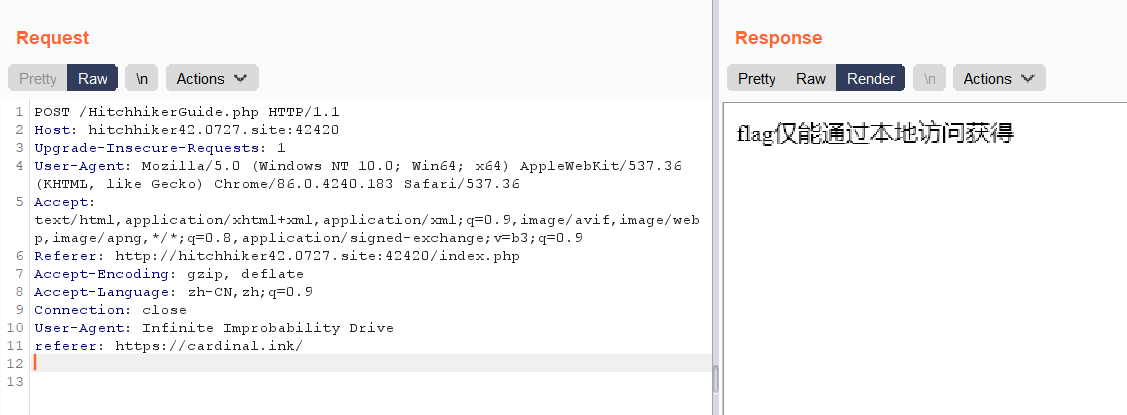 Request
Pretty Raw \n Actions
1 POST /HitchhikerGuide.php HTTP/1.1
2 Host: hitchhiker42.0727.site:42420
3 Upgrade-Insecure-Requests: 1
4 User-Agent: Mozilla/5.0 (Windows NT 10.0; Win64; x64) AppleWebKit/537.36
(KHTML, like Gecko) Chrome/86.0.4240.183 Safari/537.36
5 Accept:
text/html,application/xhtml+xml,application/xml;q=0.9,image/avif,image/web
p,image/apng,*/*;q=0.8,application/signed-exchange;v=b3;q=0.9
6 Referer: http://hitchhiker42.0727.site:42420/index.php
7 Accept-Encoding: gzip, deflate
8 Accept-Language: zh-CN,zh;q=0.9
9 Connection: close
10 User-Agent: Infinite Improbability Drive
11 referer: https://cardinal.ink/
12
13
Response
Pretty Raw Render \n Actions
flag仅能通过本地访问获得